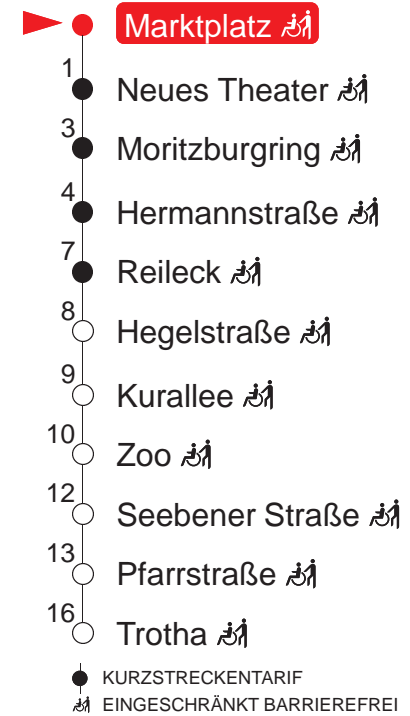 Marktplatz
1
Neues Theater
3
Moritzburgring
4
Hermannstraße
7
Reileck
8
Hegelstraße
9
Kurallee
10
Zoo
12
Seebener Straße
13
Pfarrstraße
16
Trotha
KURZSTRECKENTARIF
EINGESCHRÄNKT BARRIEREFREI